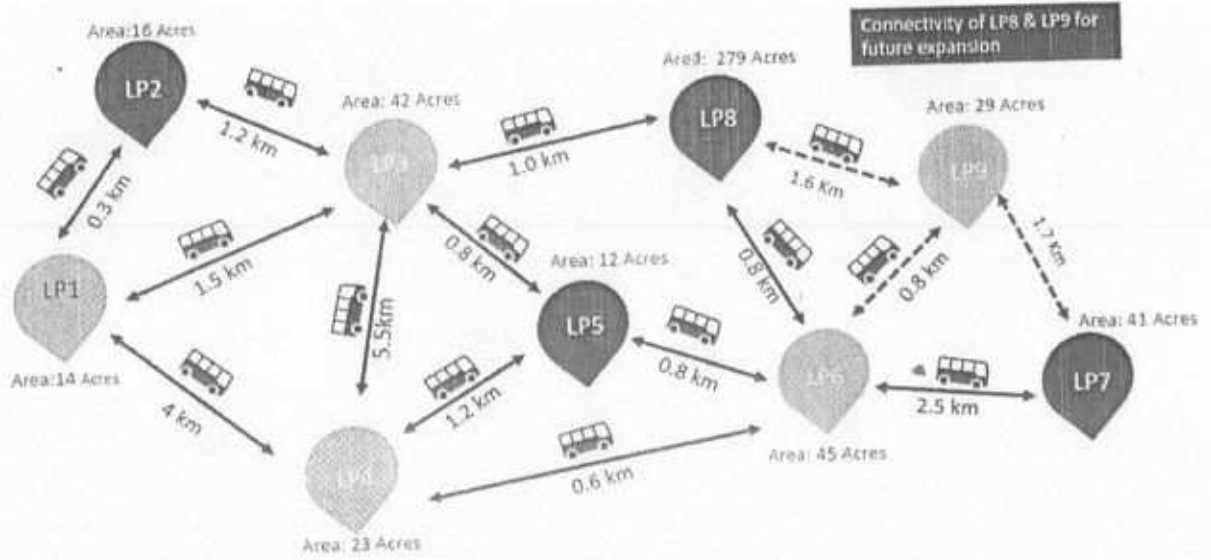 Area:16 Acres
LP2
1.2 km
Area: 42 Acres
LP3
Area: 279 Acres
LP8
1.0 km
Connectivity of LP8 & LP9 for
future expansion
Area: 29 Acres
LP9
1.6 Km
0.3 km
LP1
Area:14 Acres
1.5 km
0.8 km
5.5km
Area: 12 Acres
LP5
0.8 km
0.8 km
1.7 Km
4 km
1.2 km
0.8 km
LP6
Area: 45 Acres
2.5 km
Area: 41 Acres
LP7
Area: 23 Acres
0.6 km